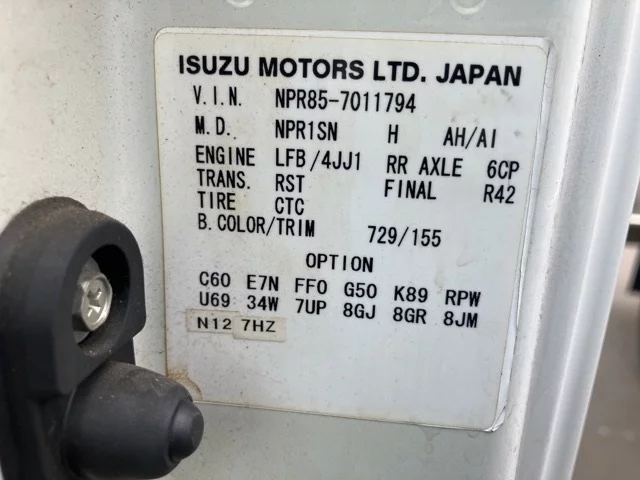 ISUZU MOTORS LTD. JAPAN
V.I.N. NPR85-7011794
M.D. NPR1SN H AH/AI
ENGINE LFB/4JJ1 RR AXLE 6CP
TRANS. RST FINAL R42
TIRE CTC
B.COLOR/TRIM 729/155
OPTION
C60 E7N FF0 G50 K89 RPW
U69 34W 7UP 8GJ 8GR 8JM
N12 7HZ